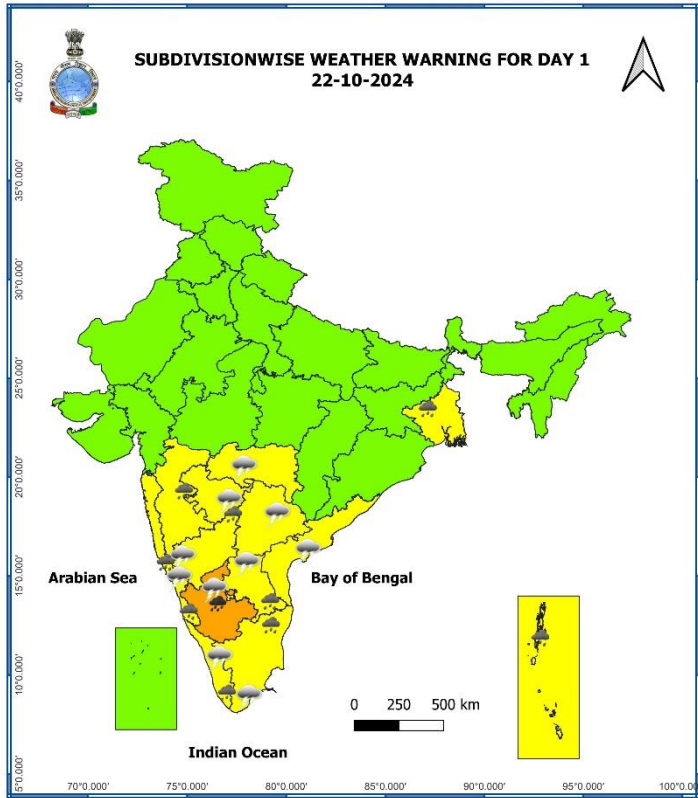 SUBDIVISIONWISE WEATHER WARNING FOR DAY 1
22-10-2024
40°0.000'
35°0.000'
30°0.000'
25°0.000'
20°0.000'
15°0.000'
10°0.000'
5°0.000'
Arabian Sea
Bay of Bengal
0 250 500 km
Indian Ocean
70°0.000' 75°0.000' 80°0.000' 85°0.000' 90°0.000' 95°0.000' 100°0.000'